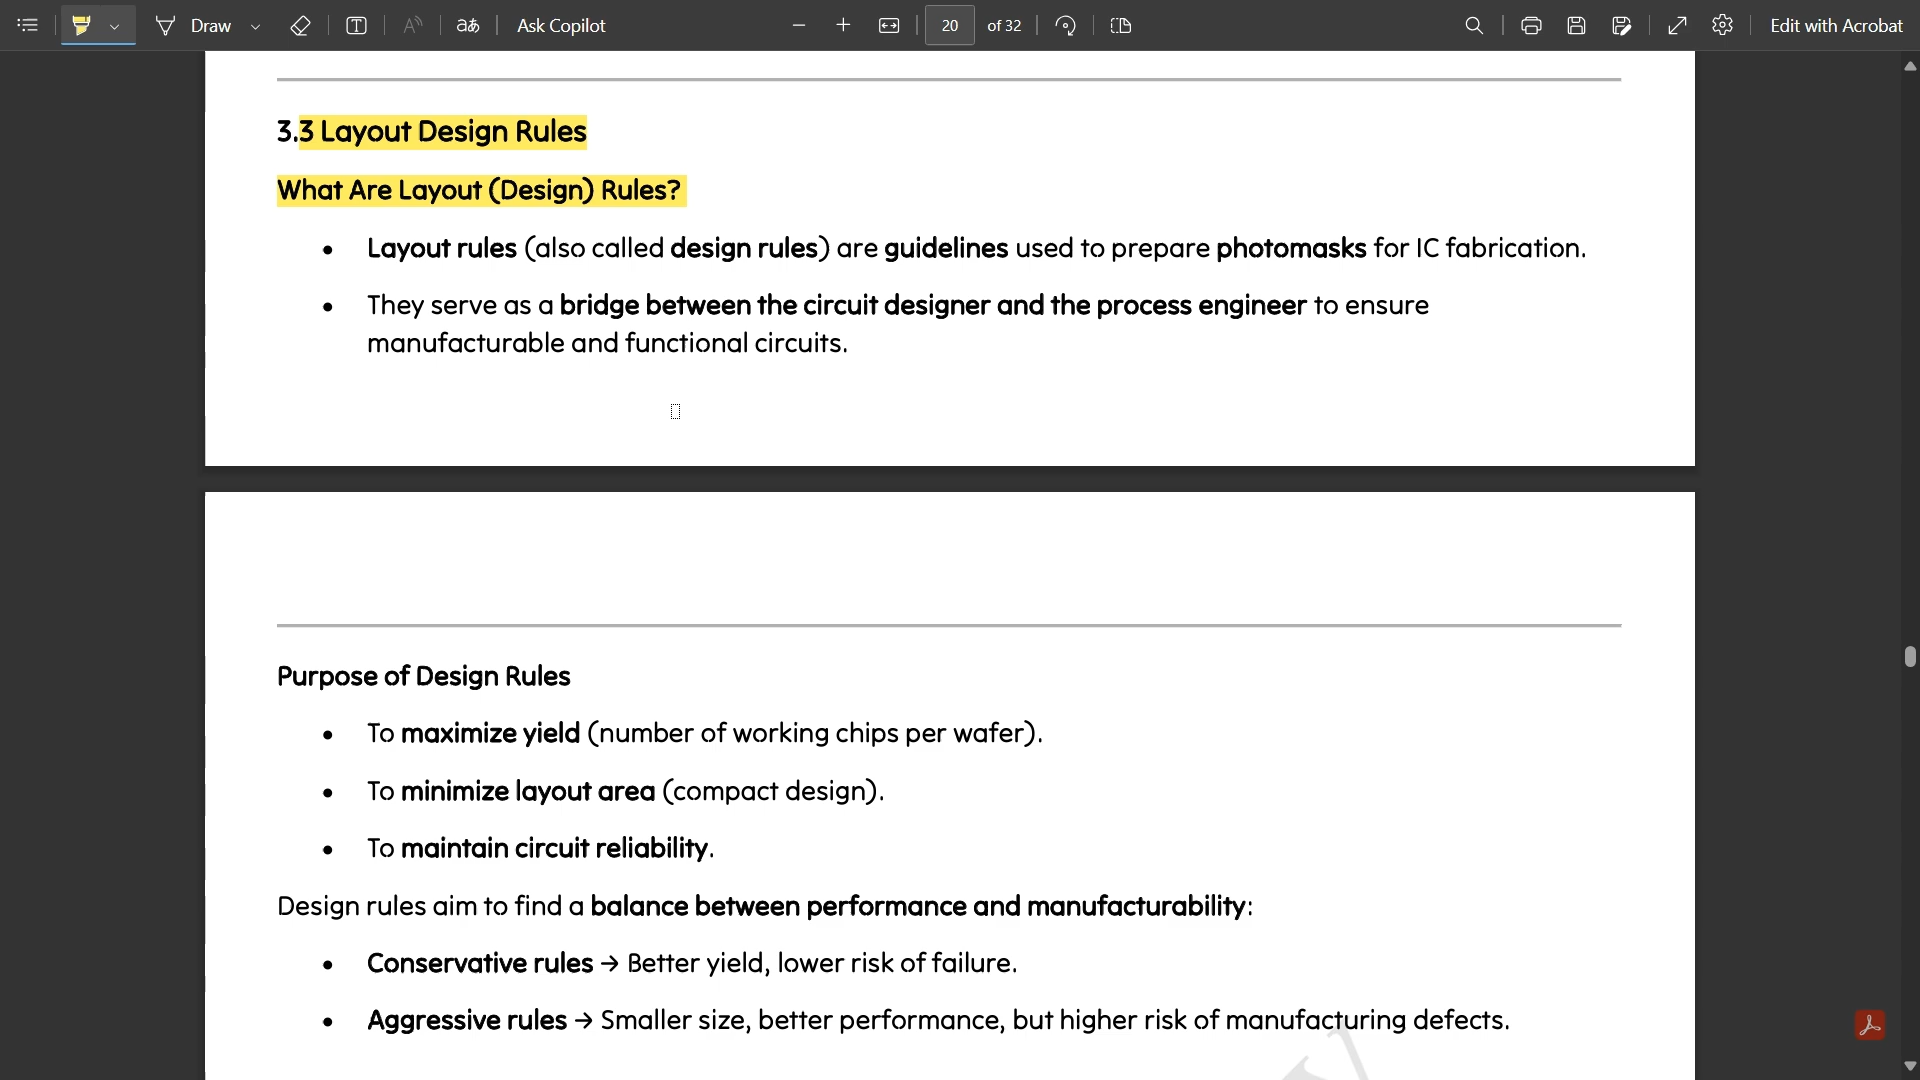 Draw
aあ
Ask Copilot
20 of 32
Edit with Acrobat
3.3 Layout Design Rules
What Are Layout (Design) Rules?
• Layout rules (also called design rules) are guidelines used to prepare photomasks for IC fabrication.
• They serve as a bridge between the circuit designer and the process engineer to ensure
manufacturable and functional circuits.
Purpose of Design Rules
• To maximize yield (number of working chips per wafer).
• To minimize layout area (compact design).
• To maintain circuit reliability.
Design rules aim to find a balance between performance and manufacturability:
• Conservative rules → Better yield, lower risk of failure.
• Aggressive rules → Smaller size, better performance, but higher risk of manufacturing defects.